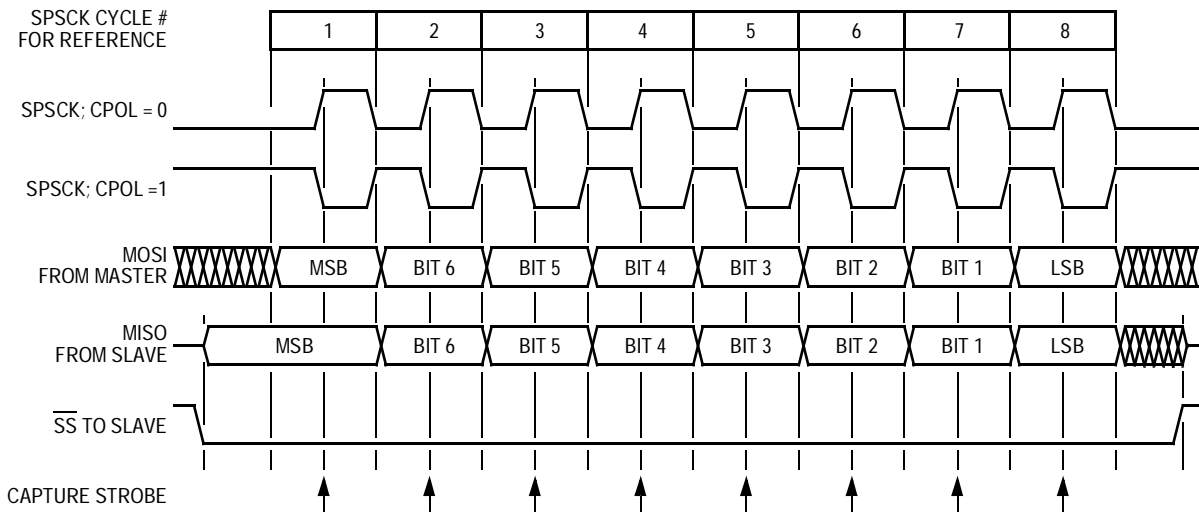 SPSCK CYCLE #
FOR REFERENCE
1 2 3 4 5 6 7 8
SPSCK; CPOL = 0
SPSCK; CPOL =1
MOSI
FROM MASTER
MSB BIT 6 BIT 5 BIT 4 BIT 3 BIT 2 BIT 1 LSB
MISO
FROM SLAVE
MSB BIT 6 BIT 5 BIT 4 BIT 3 BIT 2 BIT 1 LSB
S̅S̅ TO SLAVE
CAPTURE STROBE